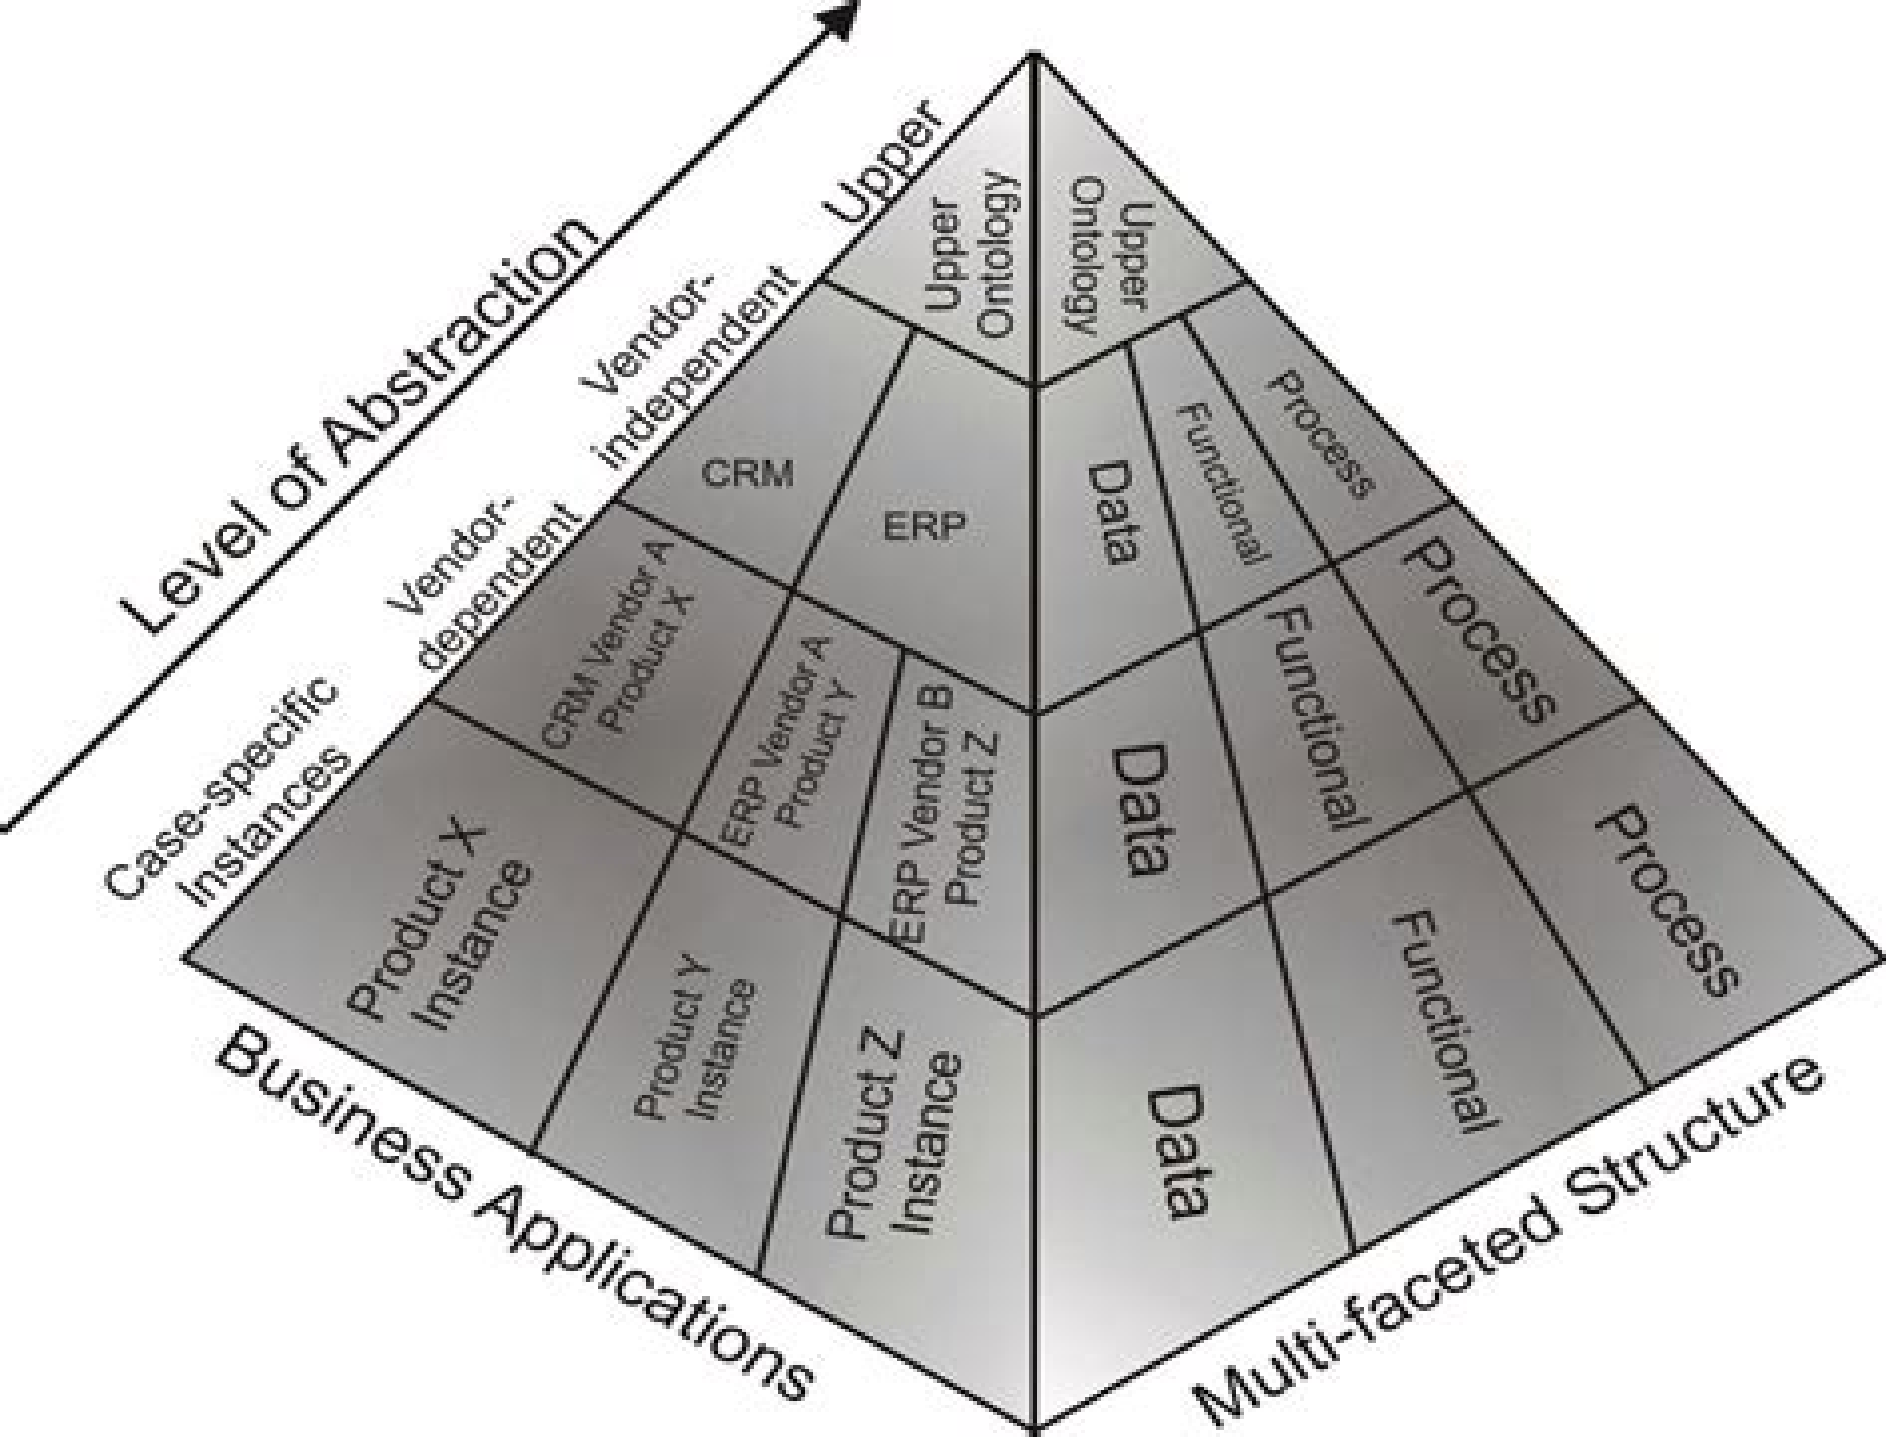 Level of Abstraction
Upper
Vendor-
independent
Vendor-
dependent
Case-specific
Instances
Upper
Ontology
CRM
ERP
CRM Vendor A
Product X
ERP Vendor A
Product Y
ERP Vendor B
Product Z
Product X
Instance
Product Y
Instance
Product Z
Instance
Business Applications
Upper
Ontology
Data
Functional
Process
Data
Functional
Process
Data
Functional
Process
Multi-faceted Structure